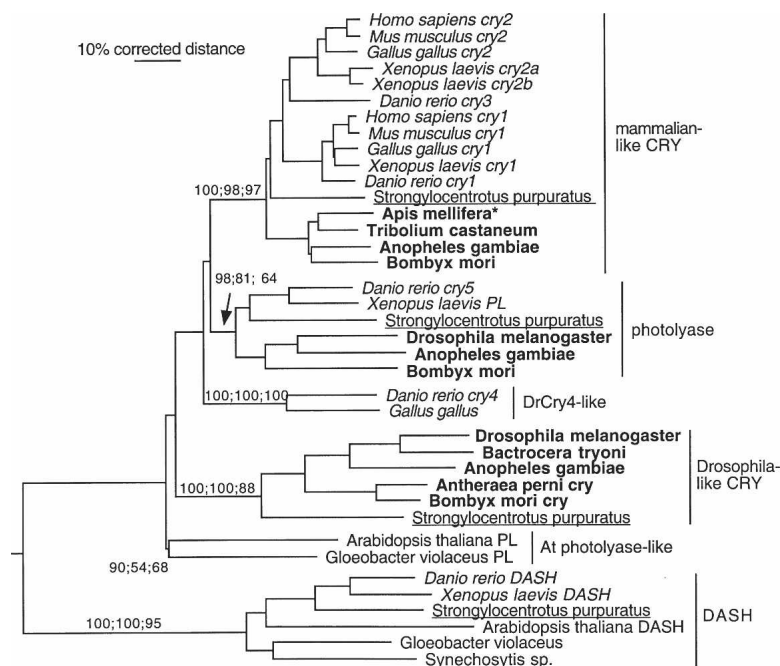 10% corrected distance
Homo sapiens cry2
Mus musculus cry2
Gallus gallus cry2
Xenopus laevis cry2a
Xenopus laevis cry2b
Danio rerio cry3
Homo sapiens cry1
Mus musculus cry1
Gallus gallus cry1
Xenopus laevis cry1
Danio rerio cry1
Strongylocentrotus purpuratus
Apis mellifera*
Tribolium castaneum
Anopheles gambiae
Bombyx mori
mammalian-
like CRY
100;98;97
98;81; 64
Danio rerio cry5
Xenopus laevis PL
Strongylocentrotus purpuratus
Drosophila melanogaster
Anopheles gambiae
Bombyx mori
photolyase
100;100;100
Danio rerio cry4
Gallus gallus
DrCry4-like
Drosophila melanogaster
Bactrocera tryoni
Anopheles gambiae
Antheraea perni cry
Bombyx mori cry
Strongylocentrotus purpuratus
Drosophila-
like CRY
100;100;88
Arabidopsis thaliana PL
Gloeobacter violaceus PL
At photolyase-like
90;54;68
Danio rerio DASH
Xenopus laevis DASH
Strongylocentrotus purpuratus
Arabidopsis thaliana DASH
Gloeobacter violaceus
Synechosytis sp.
DASH
100;100;95